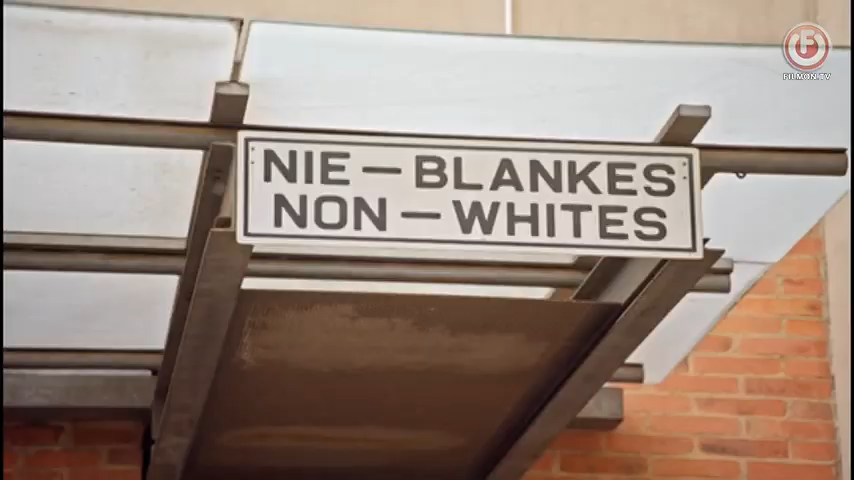 F
FILMON.TV
NIE – BLANKES
NON – WHITES